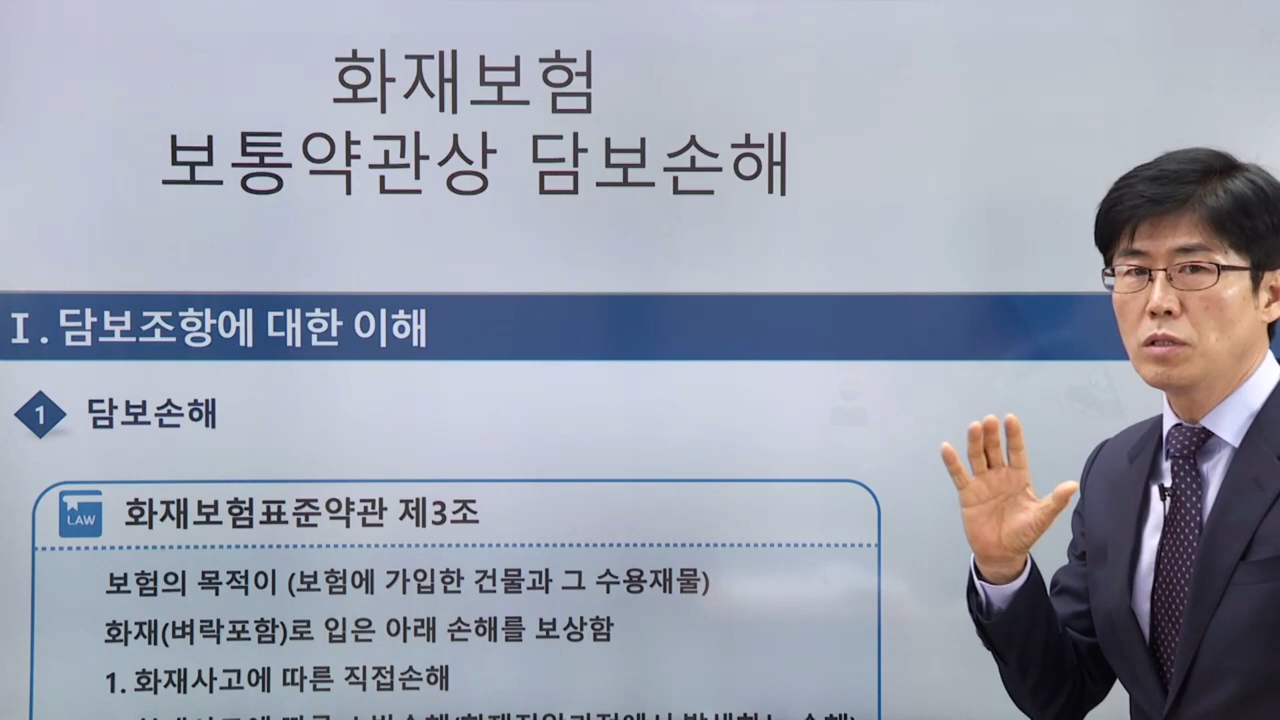 화재보험
보통약관상 담보손해
I. 담보조항에 대한 이해
1 담보손해
LAW 화재보험표준약관 제3조
보험의 목적이 (보험에 가입한 건물과 그 수용재물)
화재(벼락포함)로 입은 아래 손해를 보상함
1. 화재사고에 따른 직접손해